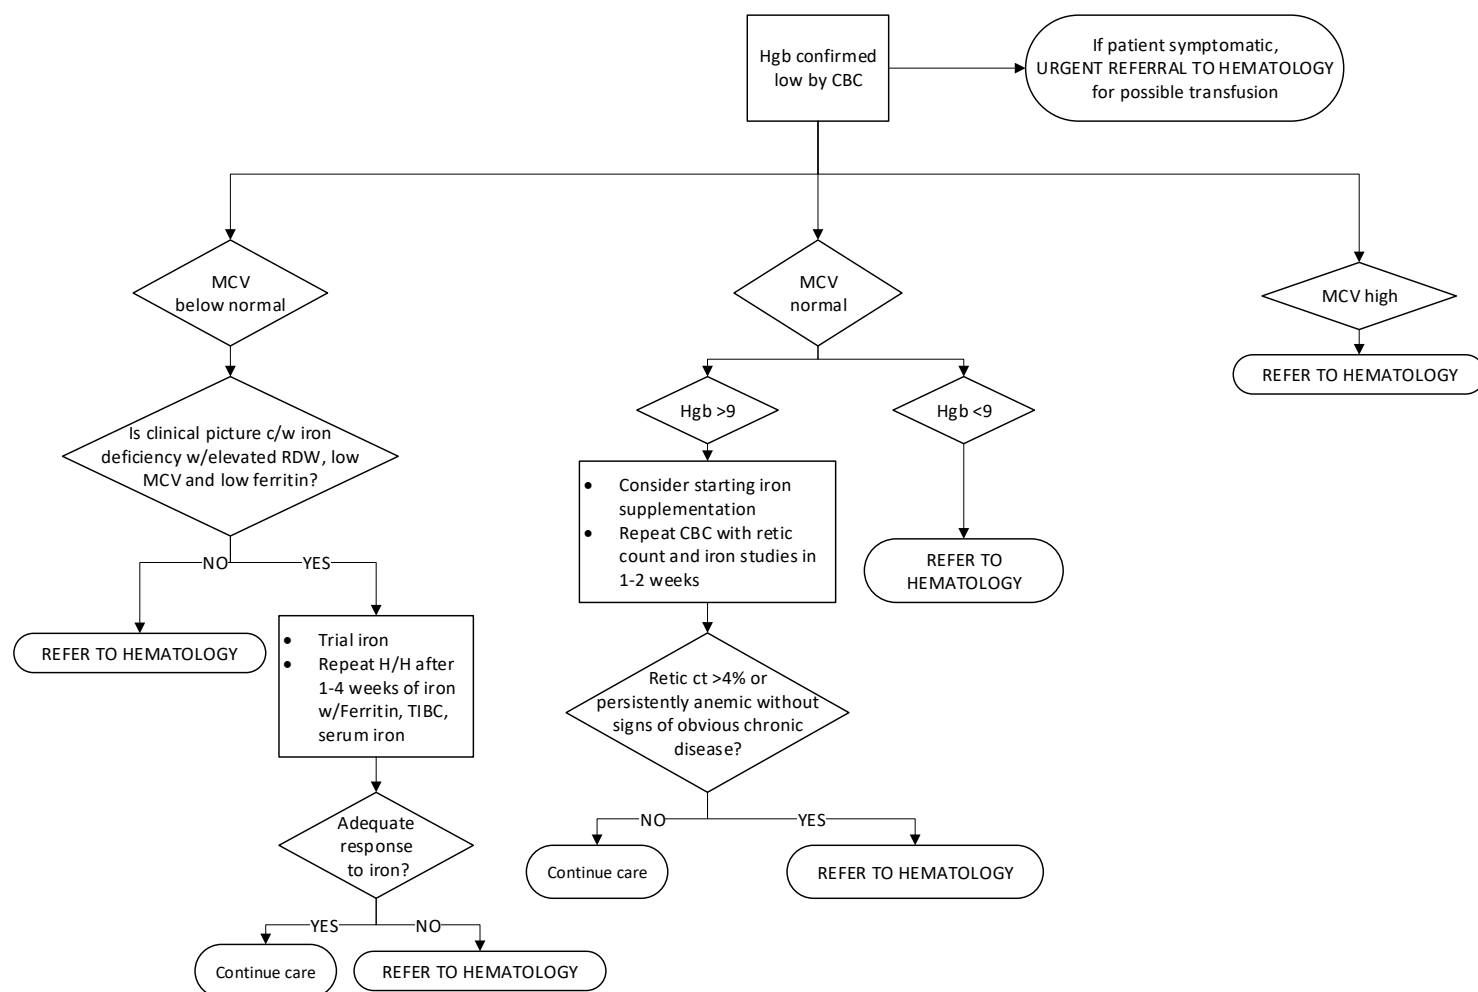 Hgb confirmed
low by CBC
If patient symptomatic,
URGENT REFERRAL TO HEMATOLOGY
for possible transfusion
MCV
below normal
MCV
normal
MCV high
REFER TO HEMATOLOGY
Hgb >9
Hgb <9
Is clinical picture c/w iron
deficiency w/elevated RDW, low
MCV and low ferritin?
• Consider starting iron
supplementation
• Repeat CBC with retic
count and iron studies in
1-2 weeks
REFER TO
HEMATOLOGY
NO
YES
REFER TO HEMATOLOGY
• Trial iron
• Repeat H/H after
1-4 weeks of iron
w/Ferritin, TIBC,
serum iron
Retic ct >4% or
persistently anemic without
signs of obvious chronic
disease?
NO
YES
Continue care
REFER TO HEMATOLOGY
Adequate
response
to iron?
YES
NO
Continue care
REFER TO HEMATOLOGY